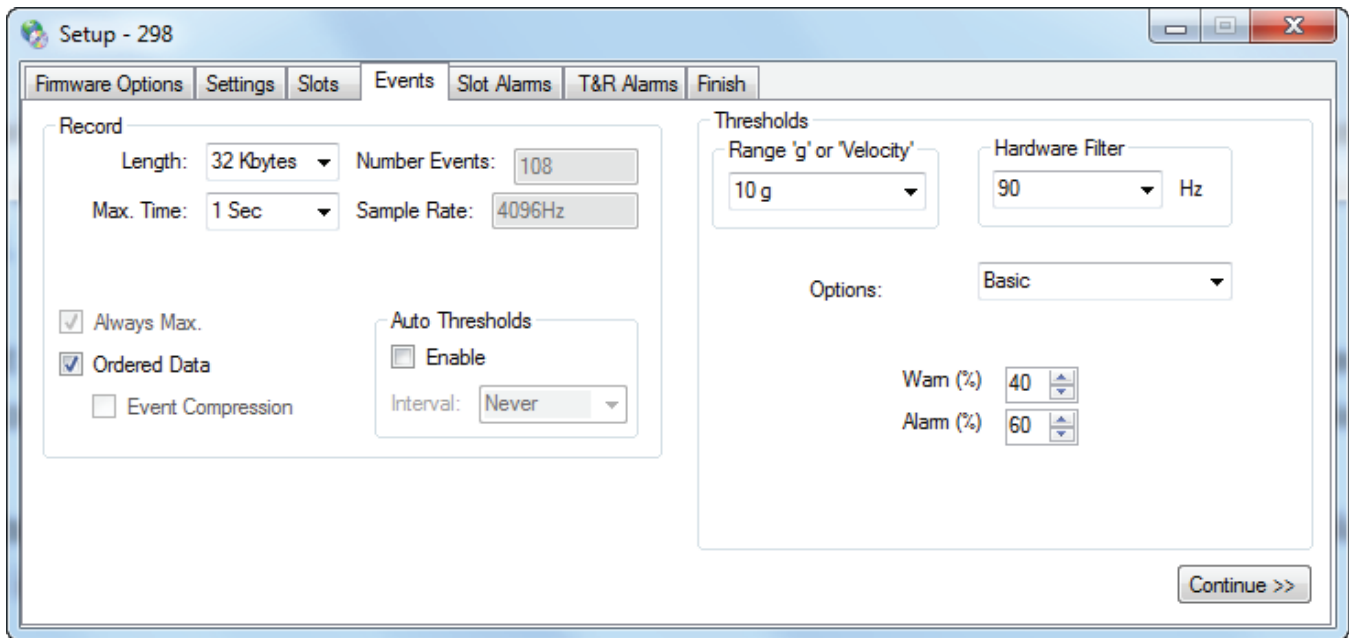 Setup - 298
Firmware Options Settings Slots Events Slot Alarms T&R Alarms Finish
Record
Length: 32 Kbytes Number Events: 108
Max. Time: 1 Sec Sample Rate: 4096Hz
Always Max.
Ordered Data
Event Compression
Auto Thresholds
Enable
Interval: Never
Thresholds
Range 'g' or 'Velocity' Hardware Filter
10 g 90 Hz
Options: Basic
Warn (%) 40
Alarm (%) 60
Continue >>